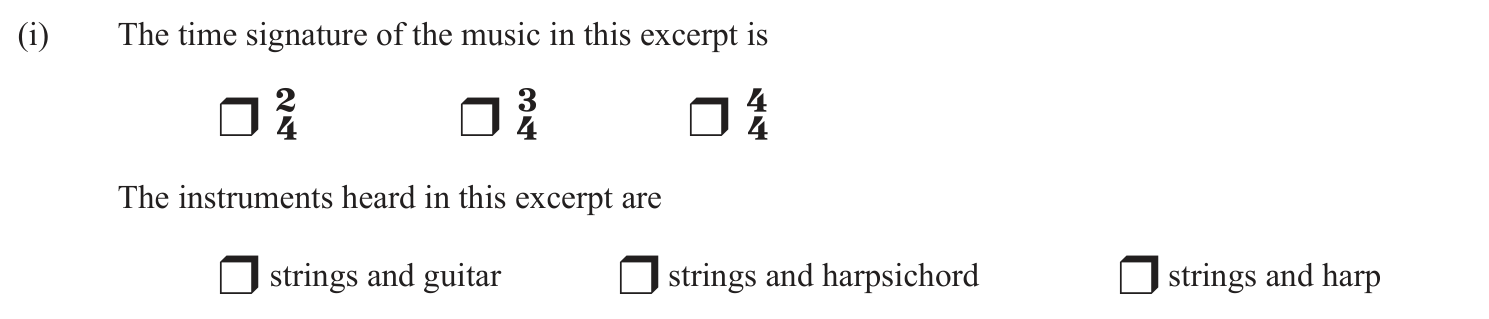 (i) The time signature of the music in this excerpt is
2/4 3/4 4/4
The instruments heard in this excerpt are
strings and guitar strings and harpsichord strings and harp